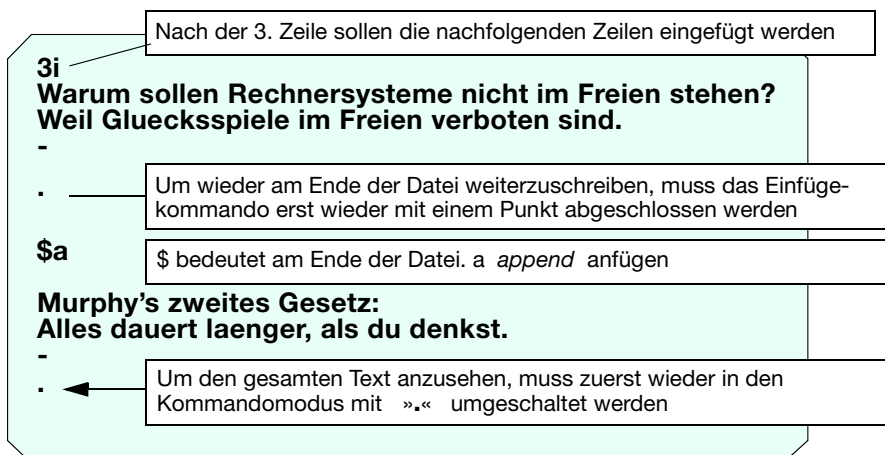 Nach der 3. Zeile sollen die nachfolgenden Zeilen eingefügt werden
3i
Warum sollen Rechnersysteme nicht im Freien stehen?
Weil Gluecksspiele im Freien verboten sind.
-
.
Um wieder am Ende der Datei weiterzuschreiben, muss das Einfüge-
kommando erst wieder mit einem Punkt abgeschlossen werden
$a
$ bedeutet am Ende der Datei. a append anfügen
Murphy’s zweites Gesetz:
Alles dauert laenger, als du denkst.
-
.
Um den gesamten Text anzusehen, muss zuerst wieder in den
Kommandomodus mit ».« umgeschaltet werden